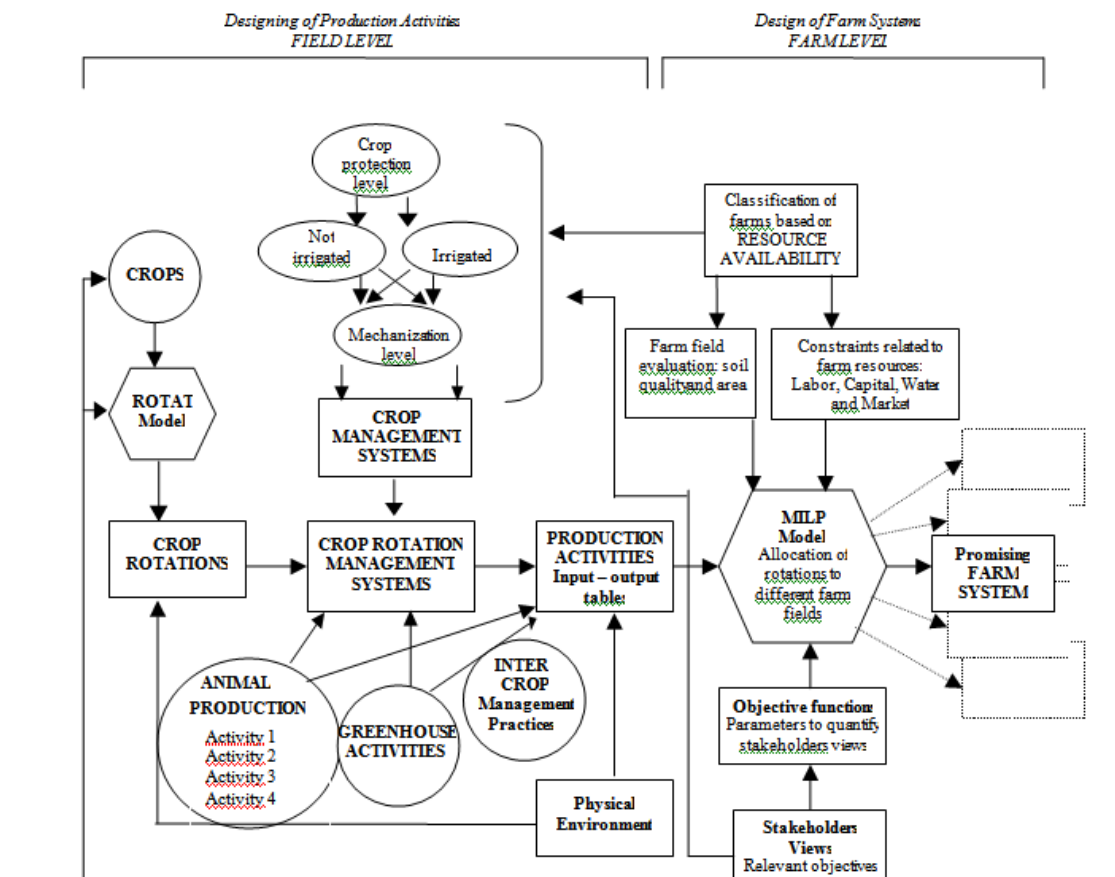 Designing of Production Activities
FIELD LEVEL
Design of Farm Systems
FARM LEVEL
Crop
protection
level
Not
irrigated
Irrigated
Mechanization
level
CROPS
ROTAT
Model
CROP
MANAGEMENT
SYSTEMS
CROP
ROTATIONS
CROP ROTATION
MANAGEMENT
SYSTEMS
PRODUCTION
ACTIVITIES
Input – output
tables
ANIMAL
PRODUCTION
Activity 1
Activity 2
Activity 3
Activity 4
GREENHOUSE
ACTIVITIES
INTER
CROP
Management
Practices
Physical
Environment
Classification of
farms based on
RESOURCE
AVAILABILITY
Farm field
evaluation: soil
quality and area
Constraints related to
farm resources:
Labor, Capital, Water
and Market
MILP
Model
Allocation of
rotations to
different farm
fields
Promising
FARM
SYSTEM
Objective functions
Parameters to quantify
stakeholders views
Stakeholders
Views
Relevant objectives